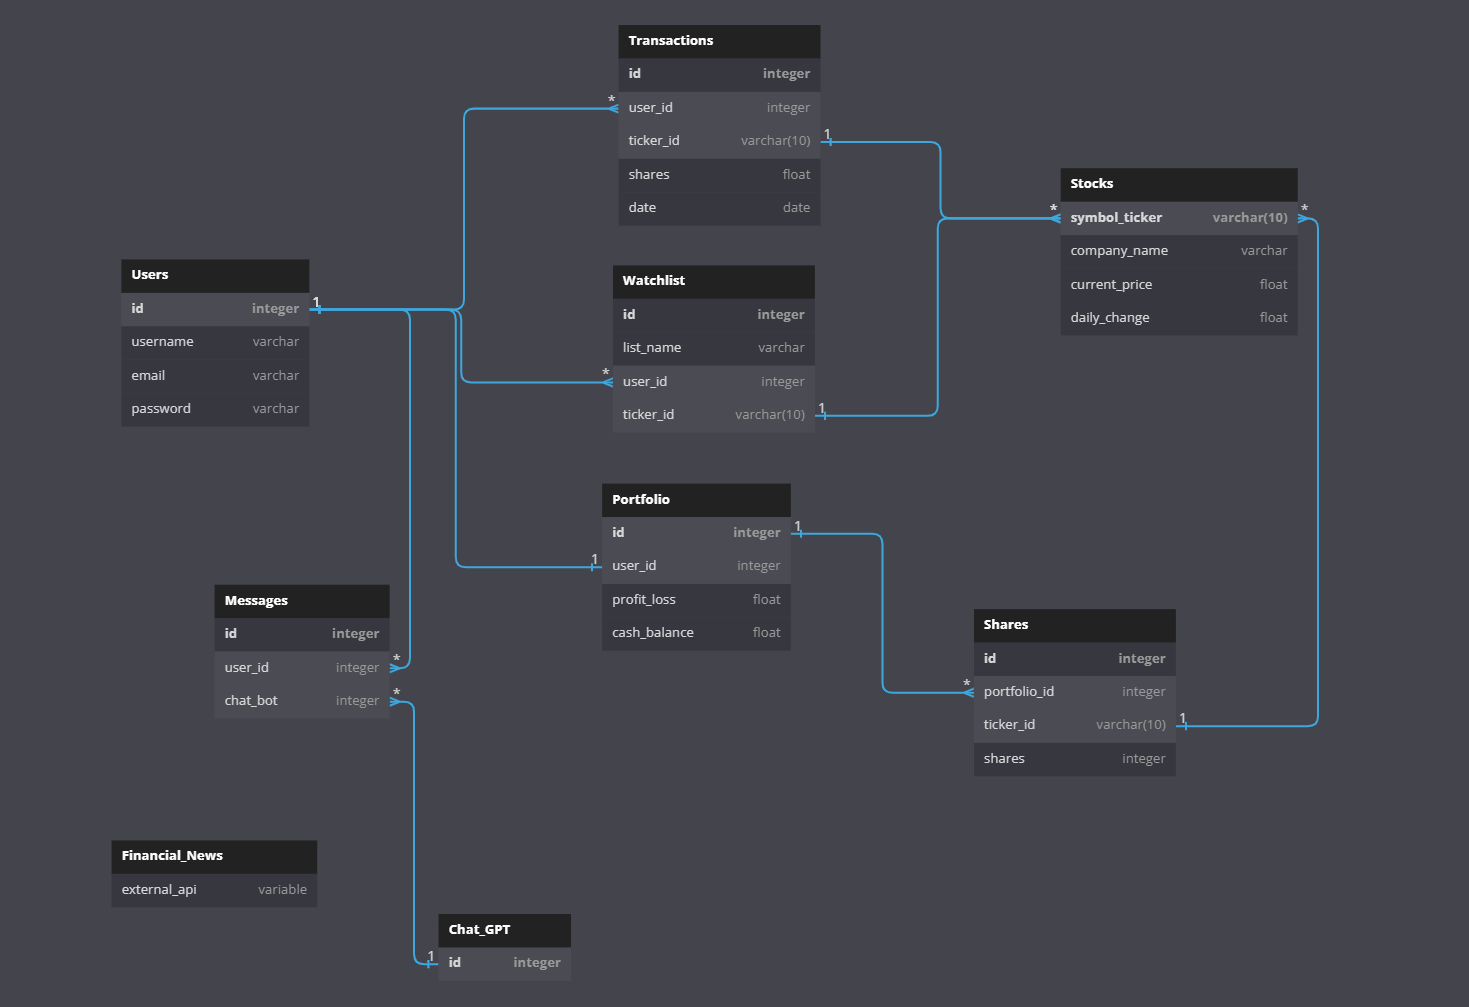 Transactions
id integer
* user_id integer
ticker_id varchar(10) 1
shares float
date date
Stocks
* symbol_ticker varchar(10) *
company_name varchar
current_price float
daily_change float
Users
id integer 1
username varchar
email varchar
password varchar
Watchlist
id integer
list_name varchar
* user_id integer
ticker_id varchar(10) 1
Portfolio
id integer 1
1 user_id integer
profit_loss float
cash_balance float
Messages
id integer
user_id integer *
chat_bot integer *
Shares
id integer
* portfolio_id integer
ticker_id varchar(10) 1
shares integer
Financial_News
external_api variable
Chat_GPT
1 id integer